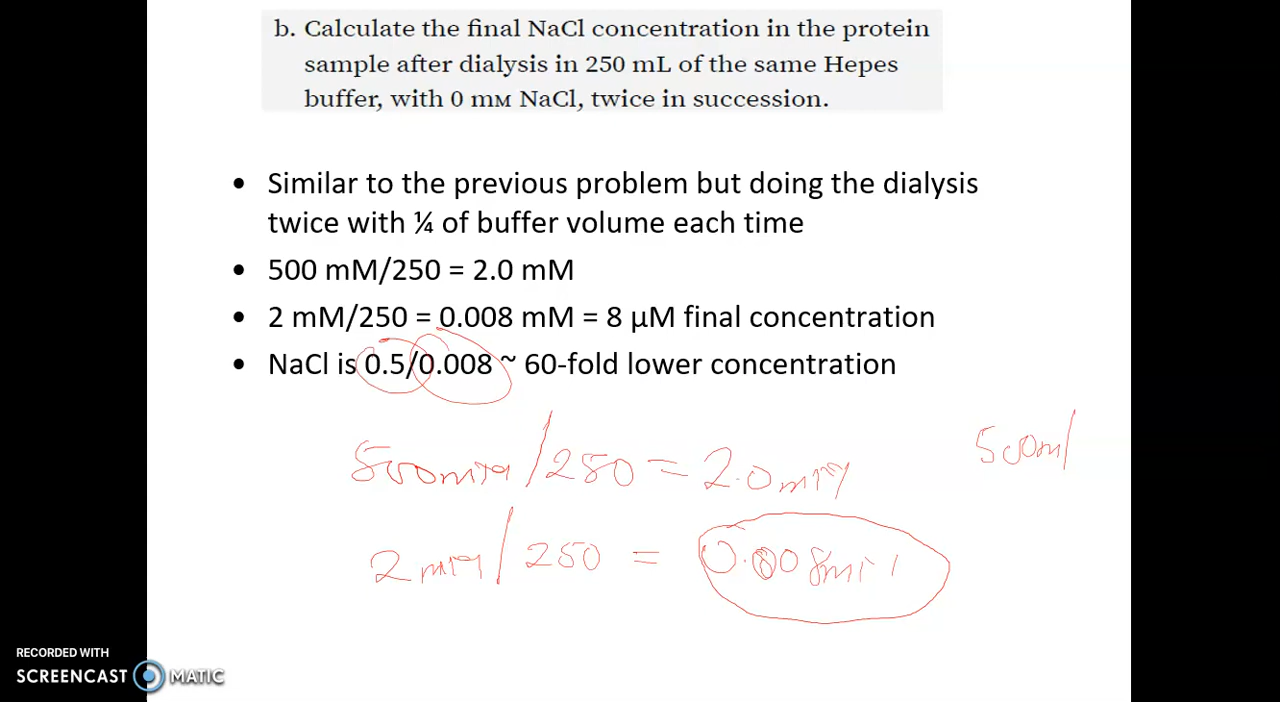 b. Calculate the final NaCl concentration in the protein
sample after dialysis in 250 mL of the same Hepes
buffer, with 0 mM NaCl, twice in succession.
• Similar to the previous problem but doing the dialysis
twice with ¼ of buffer volume each time
• 500 mM/250 = 2.0 mM
• 2 mM/250 = 0.008 mM = 8 µM final concentration
• NaCl is 0.5/0.008 ~ 60-fold lower concentration
500m/
500mM/250 = 2.0mM
2mM/250 = 0.008mM
RECORDED WITH
SCREENCAST MATIC